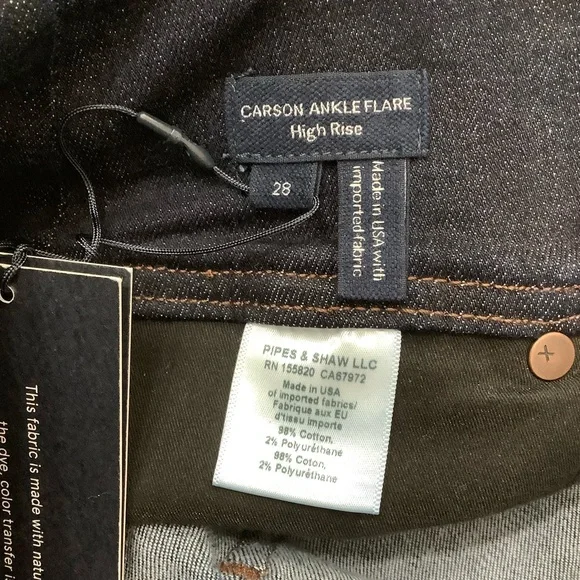 CARSON ANKLE FLARE
High Rise
28
Made in USA with
imported fabric
PIPES & SHAW LLC
RN 155820 CA67972
Made in USA
of imported fabrics/
Fabrique aux EU
d'tissu importe
98% Cotton,
2% Polyuréthane
98% Coton,
2% Polyuréthane
This fabric is made with natu
the dye, color transfer i